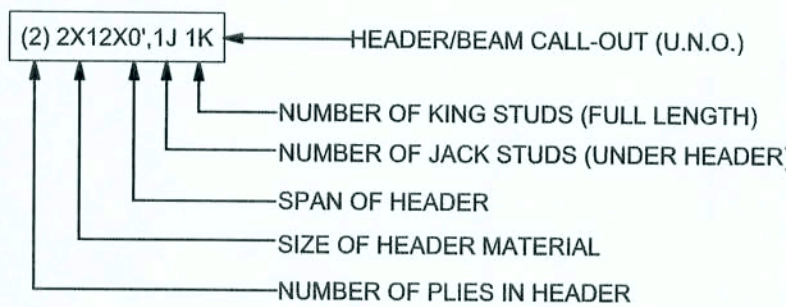 (2) 2X12X0',1J 1K
HEADER/BEAM CALL-OUT (U.N.O.)
NUMBER OF KING STUDS (FULL LENGTH)
NUMBER OF JACK STUDS (UNDER HEADER)
SPAN OF HEADER
SIZE OF HEADER MATERIAL
NUMBER OF PLIES IN HEADER